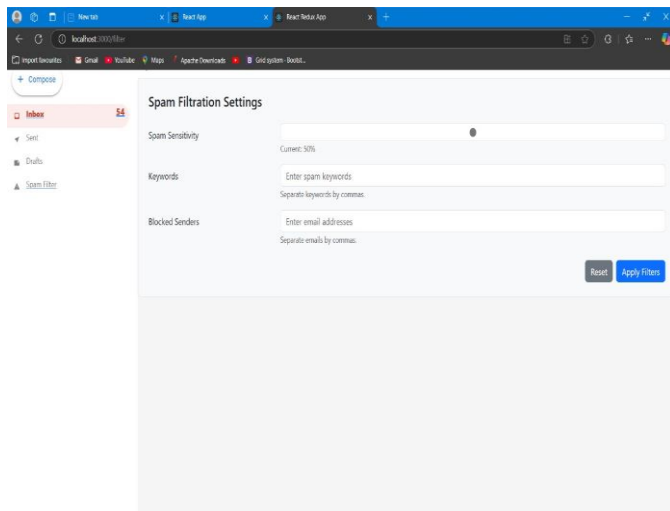 New tab
React App
React Redux App
localhost:3000/filter
Import favourites
Gmail
YouTube
Maps
Apache Downloads
Grid system · Bootst...
+ Compose
Inbox 54
Sent
Drafts
Spam Filter
Spam Filtration Settings
Spam Sensitivity
Current: 50%
Keywords
Enter spam keywords
Separate keywords by commas.
Blocked Senders
Enter email addresses
Separate emails by commas.
Reset
Apply Filters